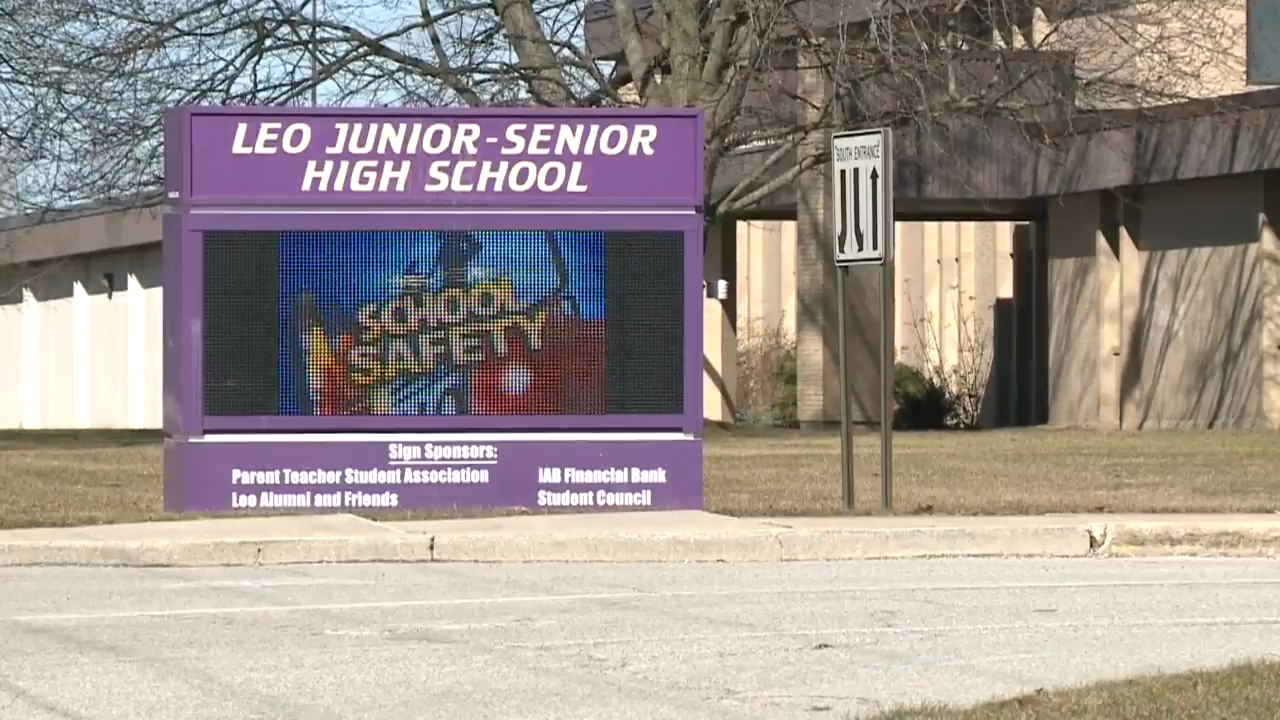 LEO JUNIOR-SENIOR
HIGH SCHOOL
"SOUTH ENTRANCE"
SCHOOL
SAFETY
Sign Sponsors:
Parent Teacher Student Association
IAB Financial Bank
Leo Alumni and Friends
Student Council